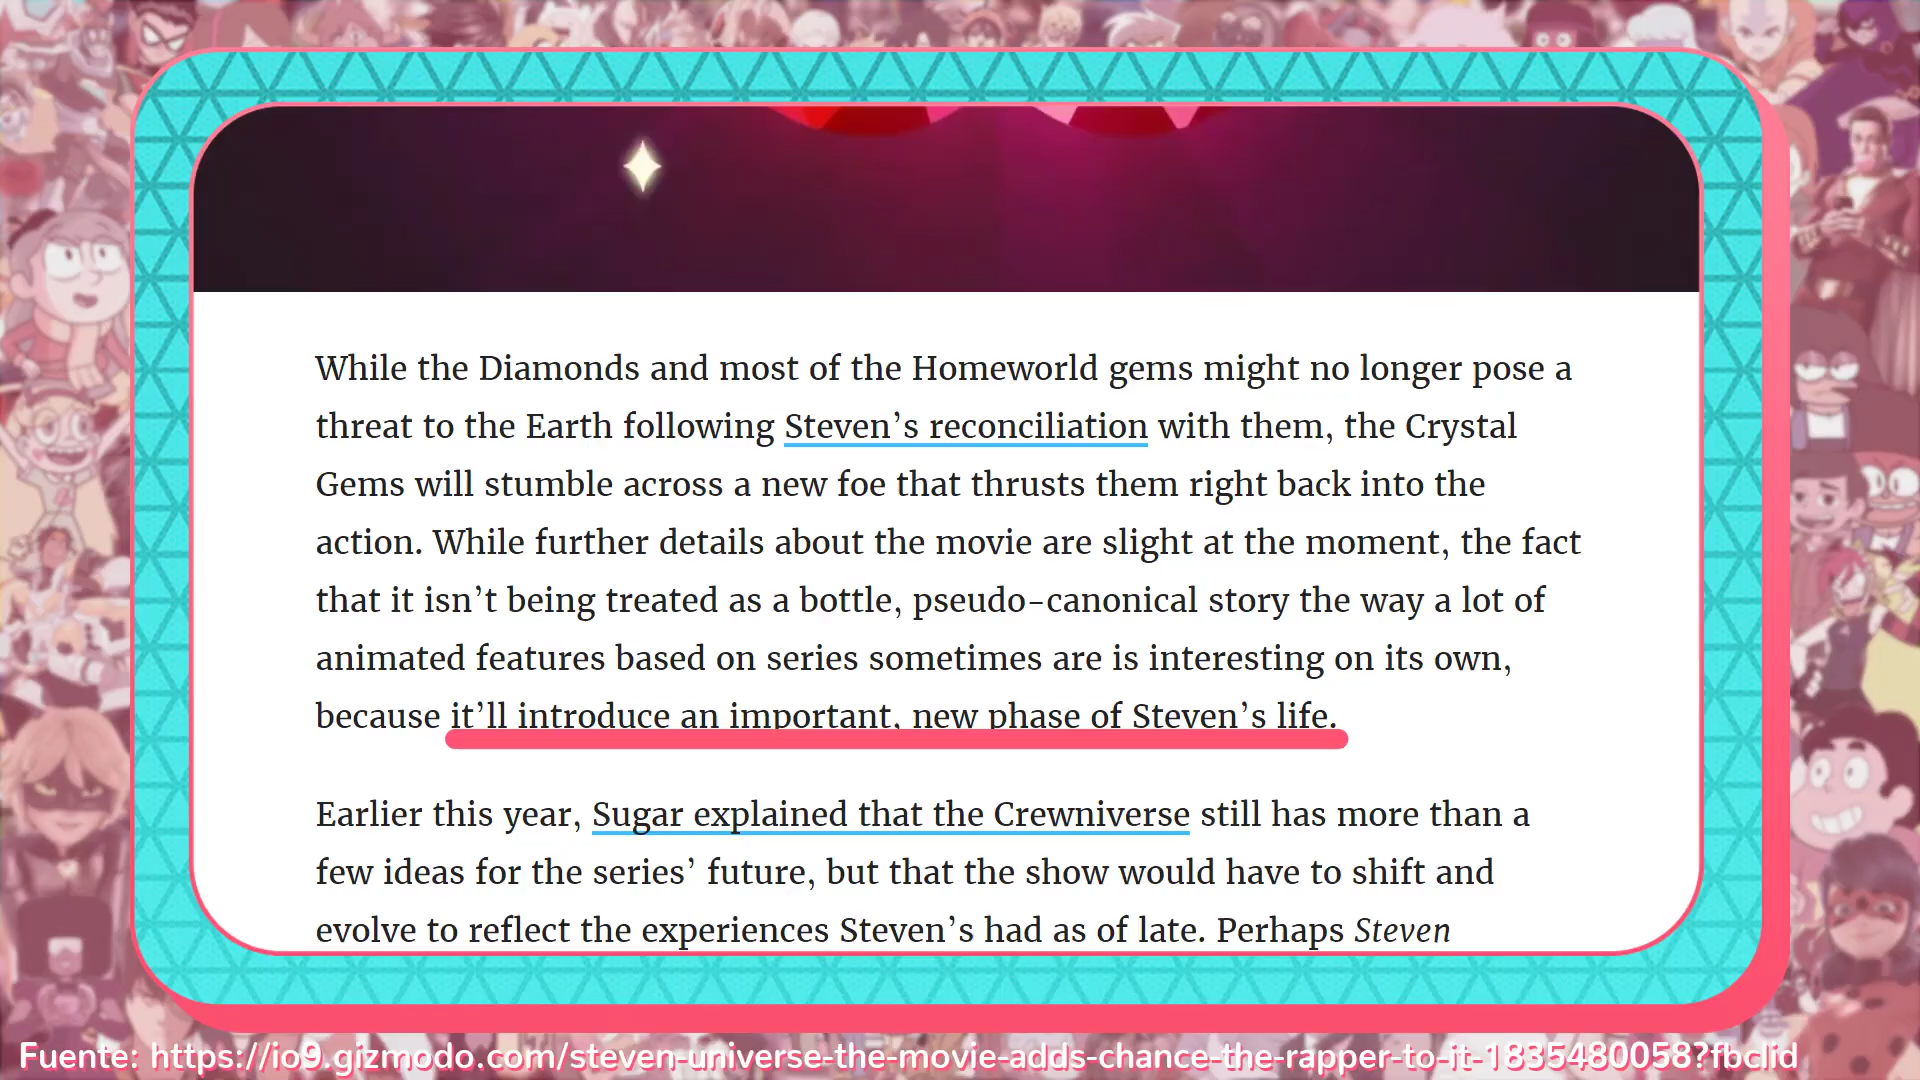 While the Diamonds and most of the Homeworld gems might no longer pose a
threat to the Earth following Steven’s reconciliation with them, the Crystal
Gems will stumble across a new foe that thrusts them right back into the
action. While further details about the movie are slight at the moment, the fact
that it isn’t being treated as a bottle, pseudo-canonical story the way a lot of
animated features based on series sometimes are is interesting on its own,
because it’ll introduce an important, new phase of Steven’s life.
Earlier this year, Sugar explained that the Crewniverse still has more than a
few ideas for the series’ future, but that the show would have to shift and
evolve to reflect the experiences Steven’s had as of late. Perhaps Steven
Fuente: https://io9.gizmodo.com/steven-universe-the-movie-adds-chance-the-rapper-to-it-1835480058?fbclid